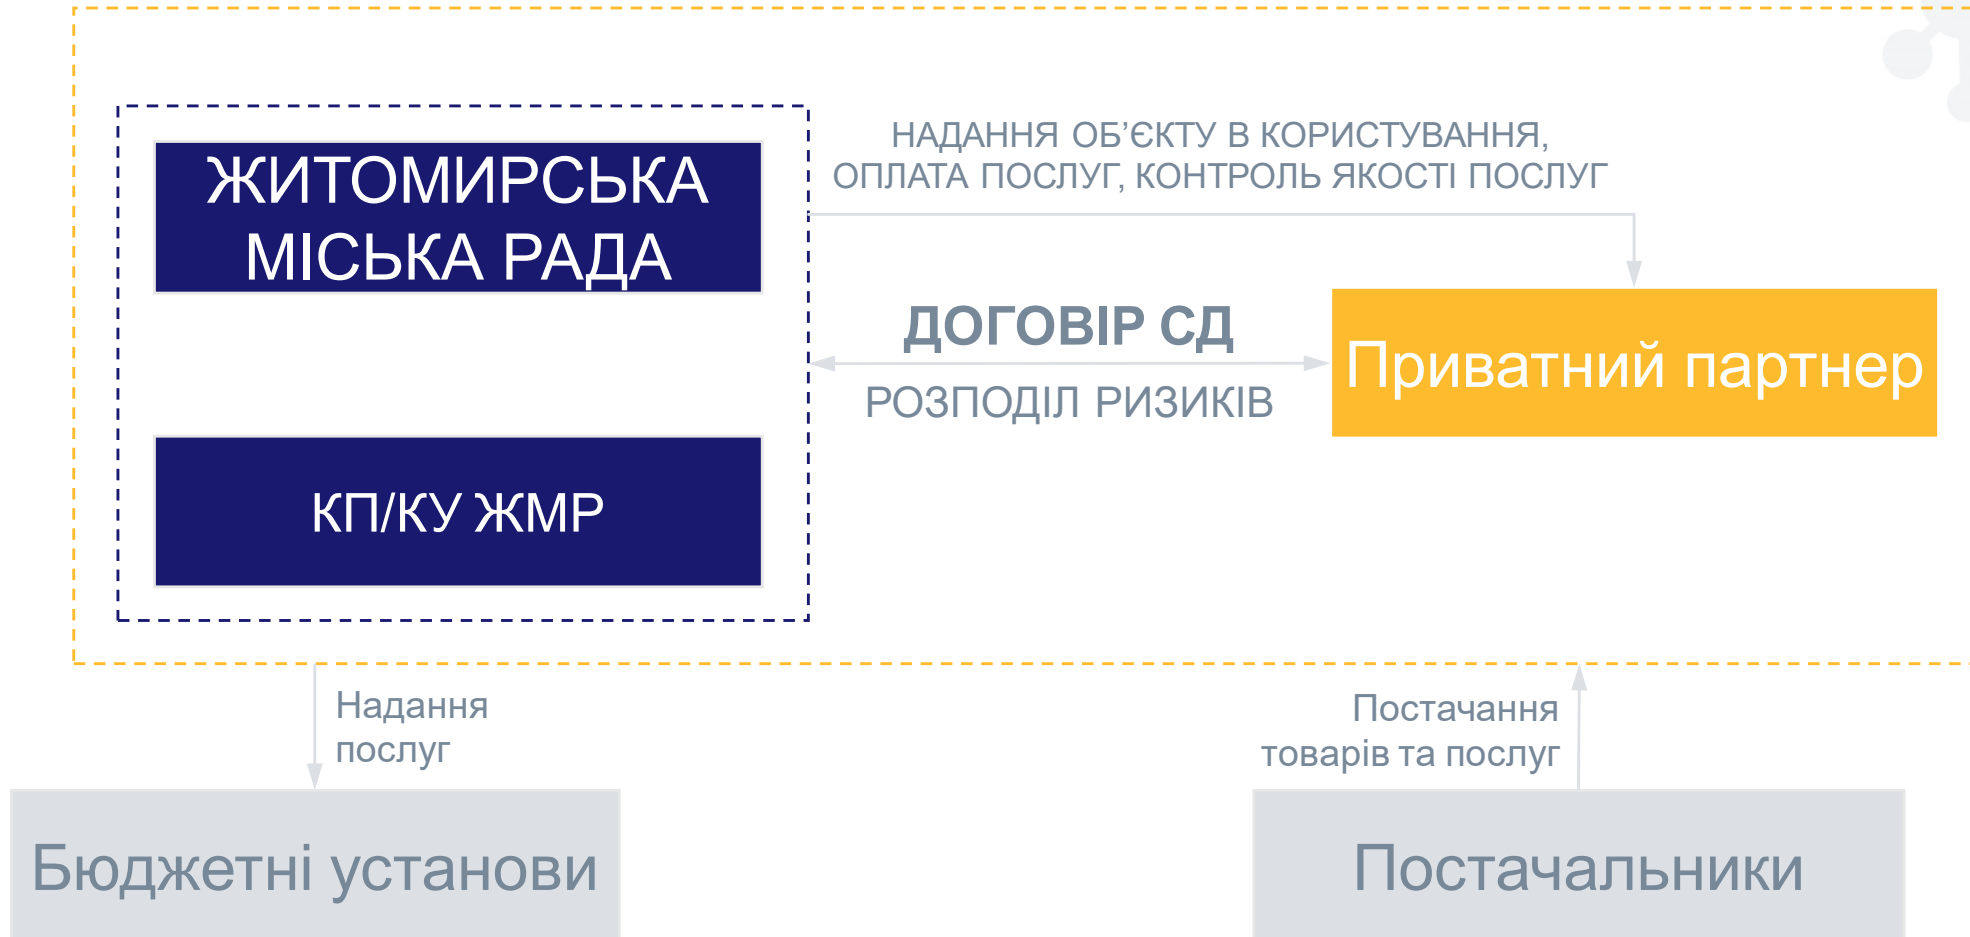 НАДАННЯ ОБ’ЄКТУ В КОРИСТУВАННЯ,
ОПЛАТА ПОСЛУГ, КОНТРОЛЬ ЯКОСТІ ПОСЛУГ
ЖИТОМИРСЬКА
МІСЬКА РАДА
ДОГОВІР СД
РОЗПОДІЛ РИЗИКІВ
Приватний партнер
КП/КУ ЖМР
Надання
послуг
Постачання
товарів та послуг
Бюджетні установи
Постачальники